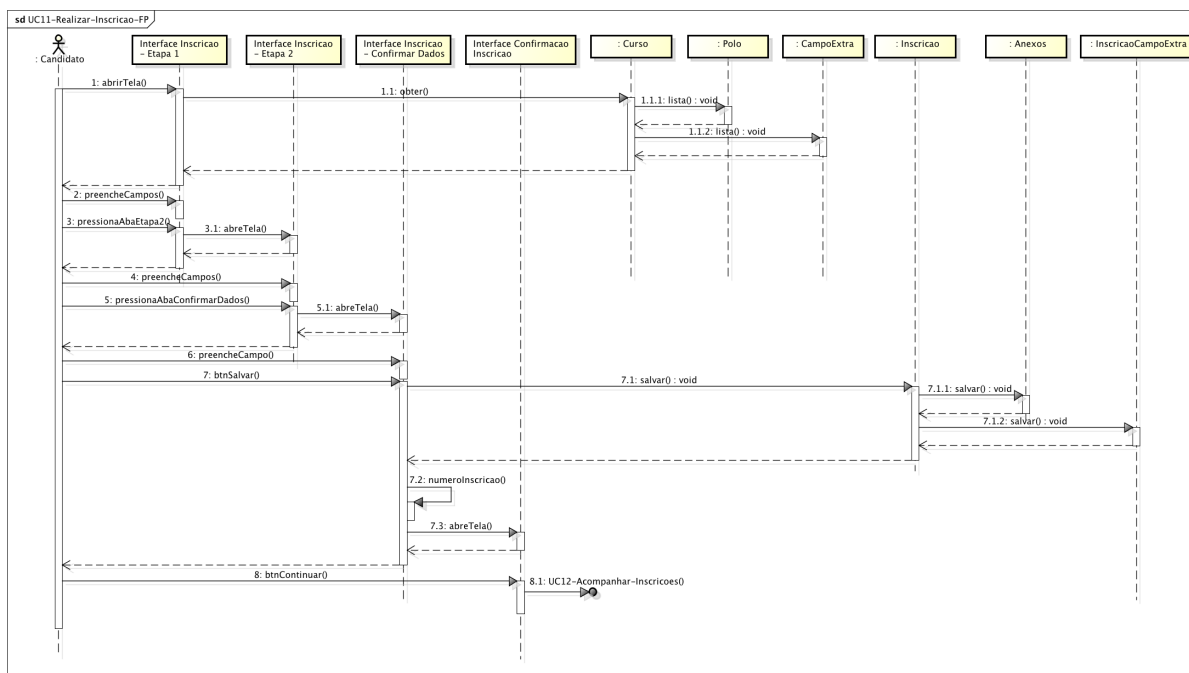 sd UC11-Realizar-Inscricao-FP
: Candidato
Interface Inscricao
- Etapa 1
Interface Inscricao
- Etapa 2
Interface Inscricao
- Confirmar Dados
Interface Confirmacao
Inscricao
: Curso
: Polo
: CampoExtra
: Inscricao
: Anexos
: InscricaoCampoExtra
1: abrirTela()
1.1: obter()
1.1.1: lista() : void
1.1.2: lista() : void
2: preencheCampos()
3: pressionaAbaEtapa2()
3.1: abreTela()
4: preencheCampos()
5: pressionaAbaConfirmarDados()
5.1: abreTela()
6: preencheCampo()
7: btnSalvar()
7.1: salvar() : void
7.1.1: salvar() : void
7.1.2: salvar() : void
7.2: numeroInscricao()
7.3: abreTela()
8: btnContinuar()
8.1: UC12-Acompanhar-Inscricoes()